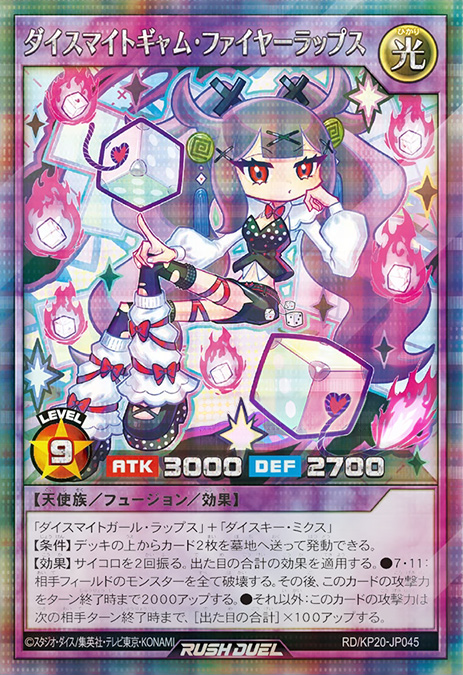 ダイスマイトギャム・ファイヤーラップス
ひかり
光
LEVEL
9
ATK 3000 DEF 2700
【天使族/フュージョン/効果】
「ダイスマイトガール・ラップス」+「ダイスキー・ミクス」
【条件】デッキの上からカード2枚を墓地へ送って発動できる。
【効果】サイコロを2回振る。出た目の合計の効果を適用する。●7・11:
相手フィールドのモンスターを全て破壊する。その後、このカードの攻撃力
をターン終了時まで2000アップする。●それ以外:このカードの攻撃力は
次の相手ターン終了時まで、[出た目の合計]×100アップする。
©スタジオ・ダイス/集英社・テレビ東京・KONAMI
RUSH DUEL
RD/KP20-JP045